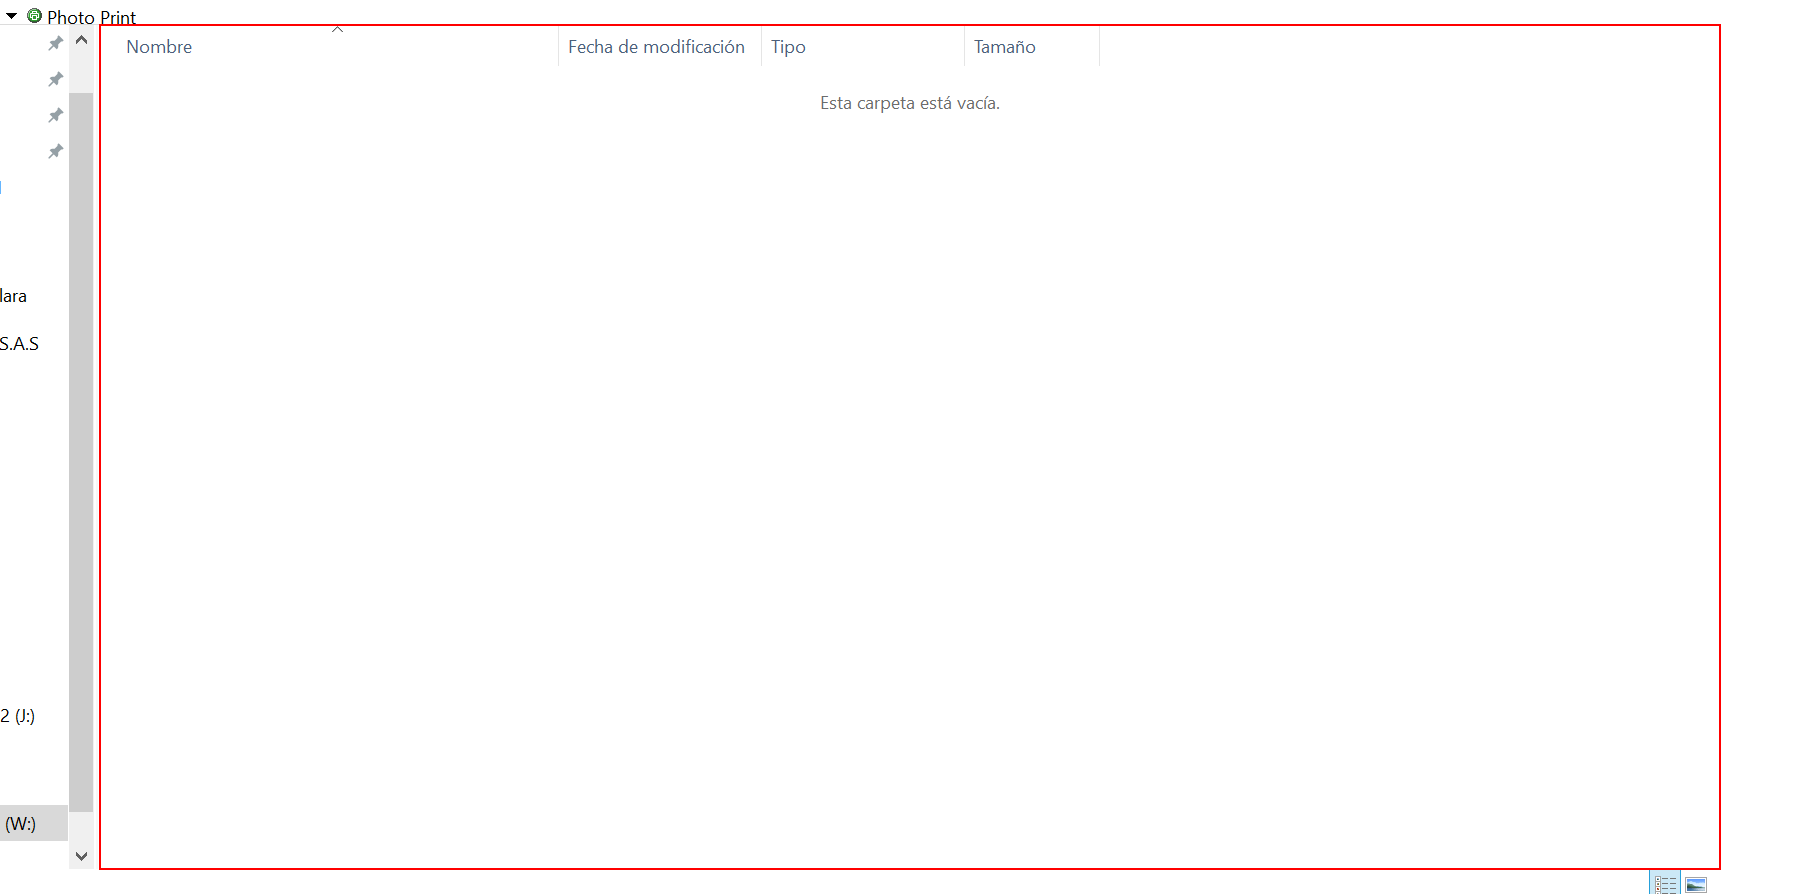 Photo Print
Nombre Fecha de modificación Tipo Tamaño
Esta carpeta está vacía.
lara
S.A.S
2 (J:)
(W:)